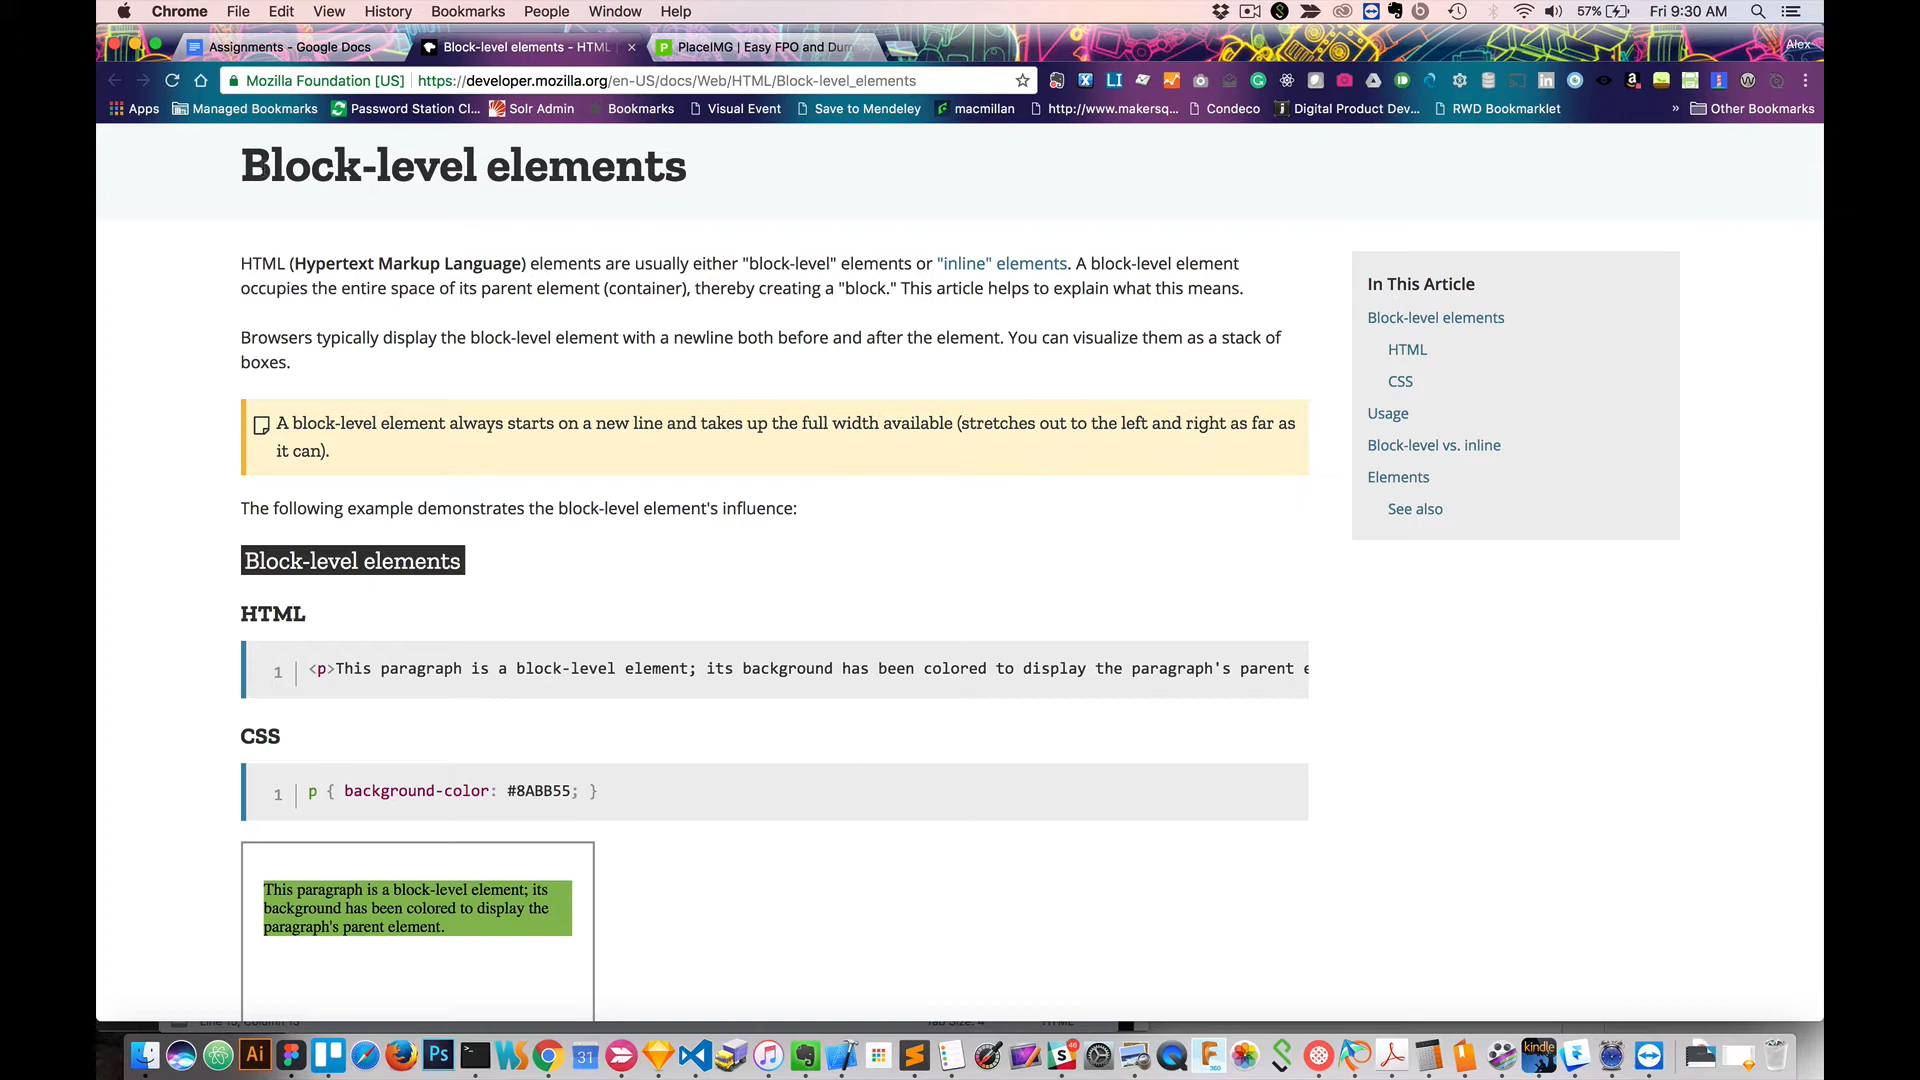 Chrome File Edit View History Bookmarks People Window Help 57% Fri 9:30 AM
Assignments - Google Docs Block-level elements - HTML PlaceIMG | Easy FPO and Dum Alex
Mozilla Foundation [US] https://developer.mozilla.org/en-US/docs/Web/HTML/Block-level_elements
Apps Managed Bookmarks Password Station Cl... Solr Admin Bookmarks Visual Event Save to Mendeley macmillan http://www.makersq... Condeco Digital Product Dev... RWD Bookmarklet » Other Bookmarks
Block-level elements
HTML (Hypertext Markup Language) elements are usually either "block-level" elements or "inline" elements. A block-level element
occupies the entire space of its parent element (container), thereby creating a "block." This article helps to explain what this means.
Browsers typically display the block-level element with a newline both before and after the element. You can visualize them as a stack of
boxes.
A block-level element always starts on a new line and takes up the full width available (stretches out to the left and right as far as
it can).
The following example demonstrates the block-level element's influence:
Block-level elements
HTML
1 <p>This paragraph is a block-level element; its background has been colored to display the paragraph's parent e
CSS
1 p { background-color: #8ABB55; }
This paragraph is a block-level element; its
background has been colored to display the
paragraph's parent element.
In This Article
Block-level elements
HTML
CSS
Usage
Block-level vs. inline
Elements
See also
Ai Ps 31 46 F 360 kindle